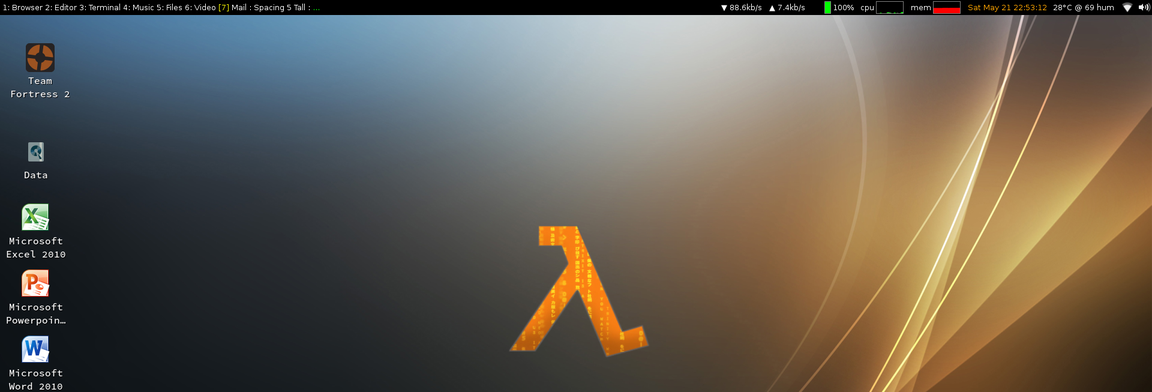 1: Browser 2: Editor 3: Terminal 4: Music 5: Files 6: Video [7] Mail : Spacing 5 Tall : ...
▼ 88.6kb/s ▲ 7.4kb/s 100% cpu mem Sat May 21 22:53:12 28°C @ 69 hum
Team
Fortress 2
Data
Microsoft
Excel 2010
Microsoft
Powerpoin…
Microsoft
Word 2010